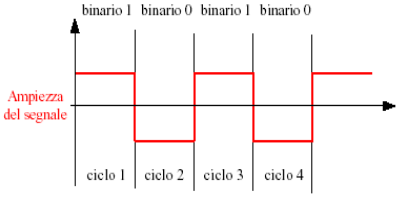 binario 1 binario 0 binario 1 binario 0
Ampiezza
del segnale
ciclo 1 ciclo 2 ciclo 3 ciclo 4